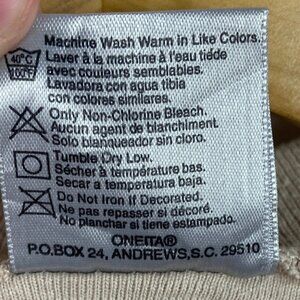 Machine Wash Warm in Like Colors.
Laver à la machine à l'eau tiéde
avec couleurs semblables.
Lavadora con agua tibia
con colores similares.
40°C
100°F
Only Non-Chlorine Bleach.
Aucun agent de blanchiment
Solo blanqueador sin cloro.
Tumble Dry Low.
Sécher à température bas.
Secar a temperatura baja.
Do Not Iron If Decorated.
Ne pas repasser si décoré.
No planchar si tiene estampado.
ONEITA®
P.O.BOX 24, ANDREWS,S.C. 29510